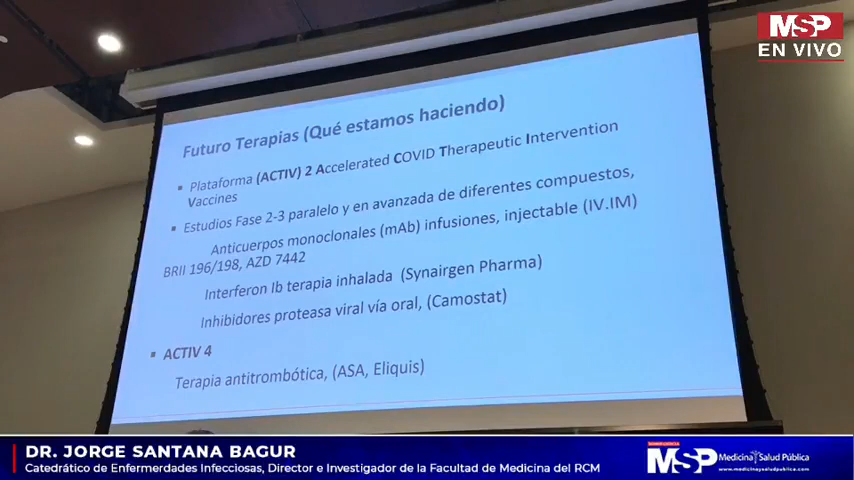 MSP
EN VIVO
Futuro Terapias (Qué estamos haciendo)
▪ Plataforma (ACTIV) 2 Accelerated COVID Therapeutic Intervention
Vaccines
▪ Estudios Fase 2-3 paralelo y en avanzada de diferentes compuestos,
Anticuerpos monoclonales (mAb) infusiones, injectable (IV.IM)
BRII 196/198, AZD 7442
Interferon Ib terapia inhalada (Synairgen Pharma)
Inhibidores proteasa viral vía oral, (Camostat)
▪ ACTIV 4
Terapia antitrombótica, (ASA, Eliquis)
DR. JORGE SANTANA BAGUR
Catedrático de Enfermerdades Infecciosas, Director e Investigador de la Facultad de Medicina del RCM
MSP Medicina y Salud Pública
www.medicinaysaludpublica.com